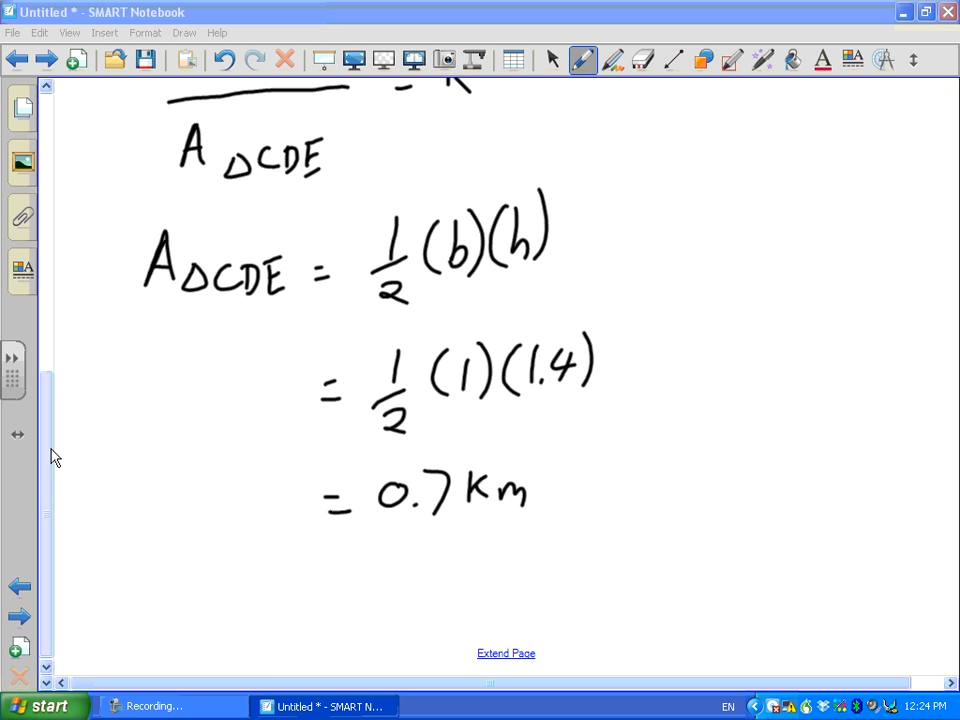 Untitled * - SMART Notebook
File Edit View Insert Format Draw Help
A △CDE
A△CDE = 1/2 (b)(h)
= 1/2 (1)(1.4)
= 0.7 Km
Extend Page
start
Recording...
Untitled * - SMART N...
EN
12:24 PM